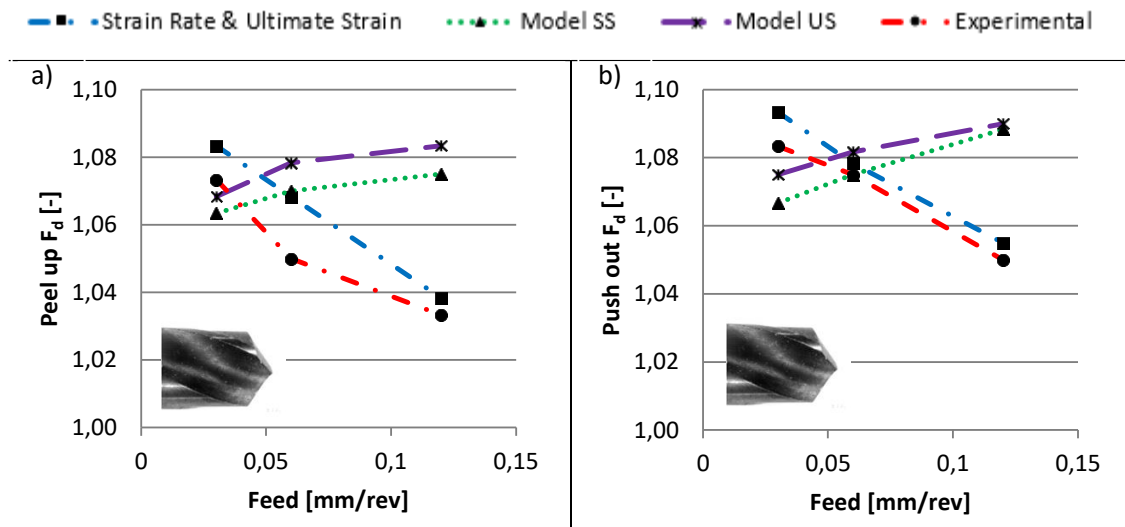 Strain Rate & Ultimate Strain Model SS Model US Experimental
a)
1,10
1,08
1,06
1,04
1,02
1,00
Peel up Fd [-]
0 0,05 0,1 0,15
Feed [mm/rev]
b)
1,10
1,08
1,06
1,04
1,02
1,00
Push out Fd [-]
0 0,05 0,1 0,15
Feed [mm/rev]